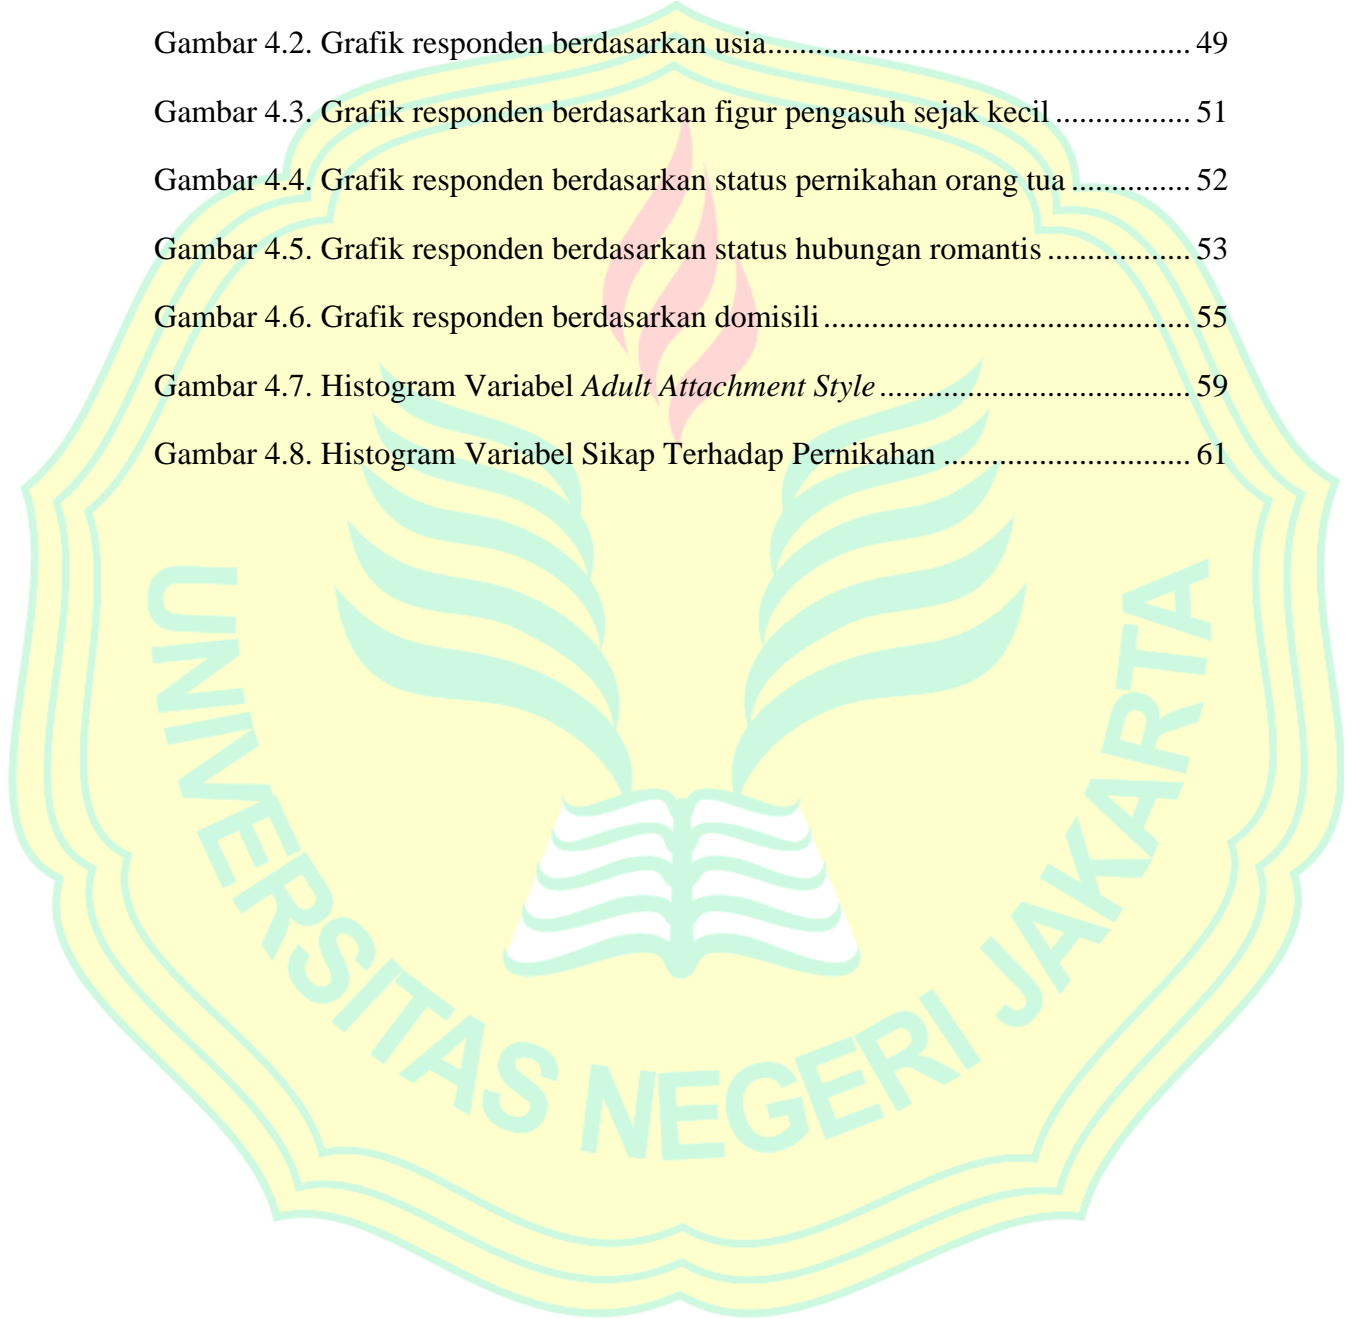 Gambar 4.2. Grafik responden berdasarkan usia............................................. 49
Gambar 4.3. Grafik responden berdasarkan figur pengasuh sejak kecil ................. 51
Gambar 4.4. Grafik responden berdasarkan status pernikahan orang tua ............... 52
Gambar 4.5. Grafik responden berdasarkan status hubungan romantis .................. 53
Gambar 4.6. Grafik responden berdasarkan domisili ....................................... 55
Gambar 4.7. Histogram Variabel Adult Attachment Style ................................. 59
Gambar 4.8. Histogram Variabel Sikap Terhadap Pernikahan .......................... 61
UNIVERSITAS NEGERI JAKARTA